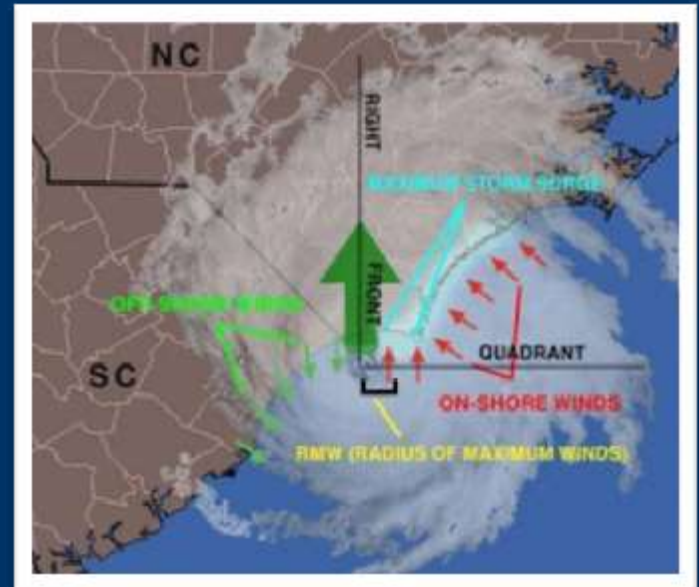 NC
RIGHT
MAXIMUM STORM SURGE
FRONT
OFF-SHORE WINDS
QUADRANT
SC
ON-SHORE WINDS
RMW (RADIUS OF MAXIMUM WINDS)